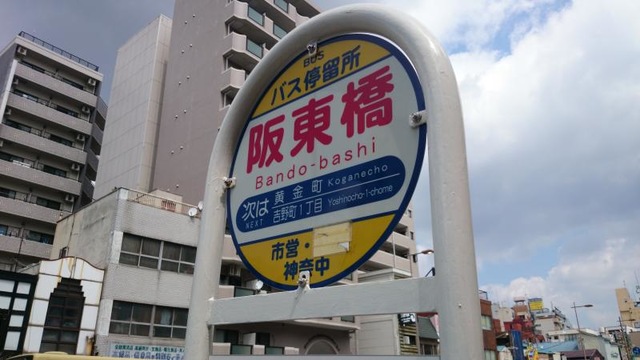 BUS
バス停留所
阪東橋
Bando-bashi
次は
NEXT
黄金町 Koganecho
吉野町1丁目 Yoshinocho-1-chome
市営・
神奈中